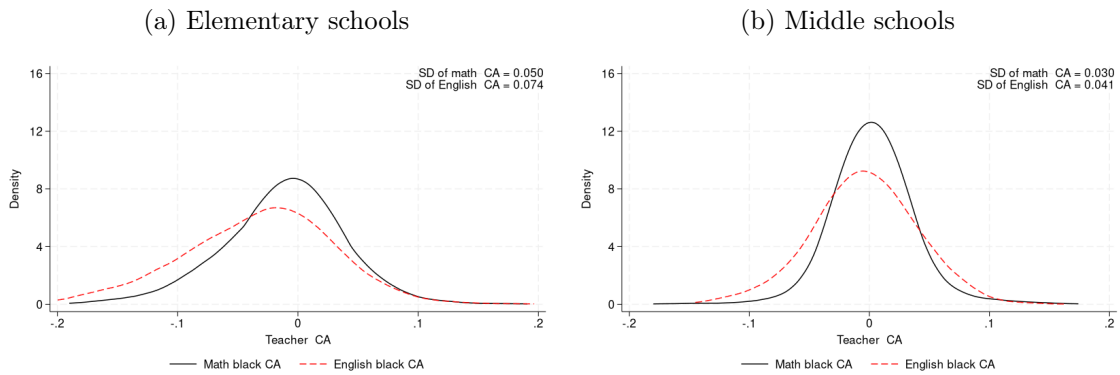 (a) Elementary schools
SD of math CA = 0.050
SD of English CA = 0.074
16
12
8
4
0
Density
-.2
-.1
0
.1
.2
Teacher CA
Math black CA
English black CA
(b) Middle schools
SD of math CA = 0.030
SD of English CA = 0.041
16
12
8
4
0
Density
-.2
-.1
0
.1
.2
Teacher CA
Math black CA
English black CA